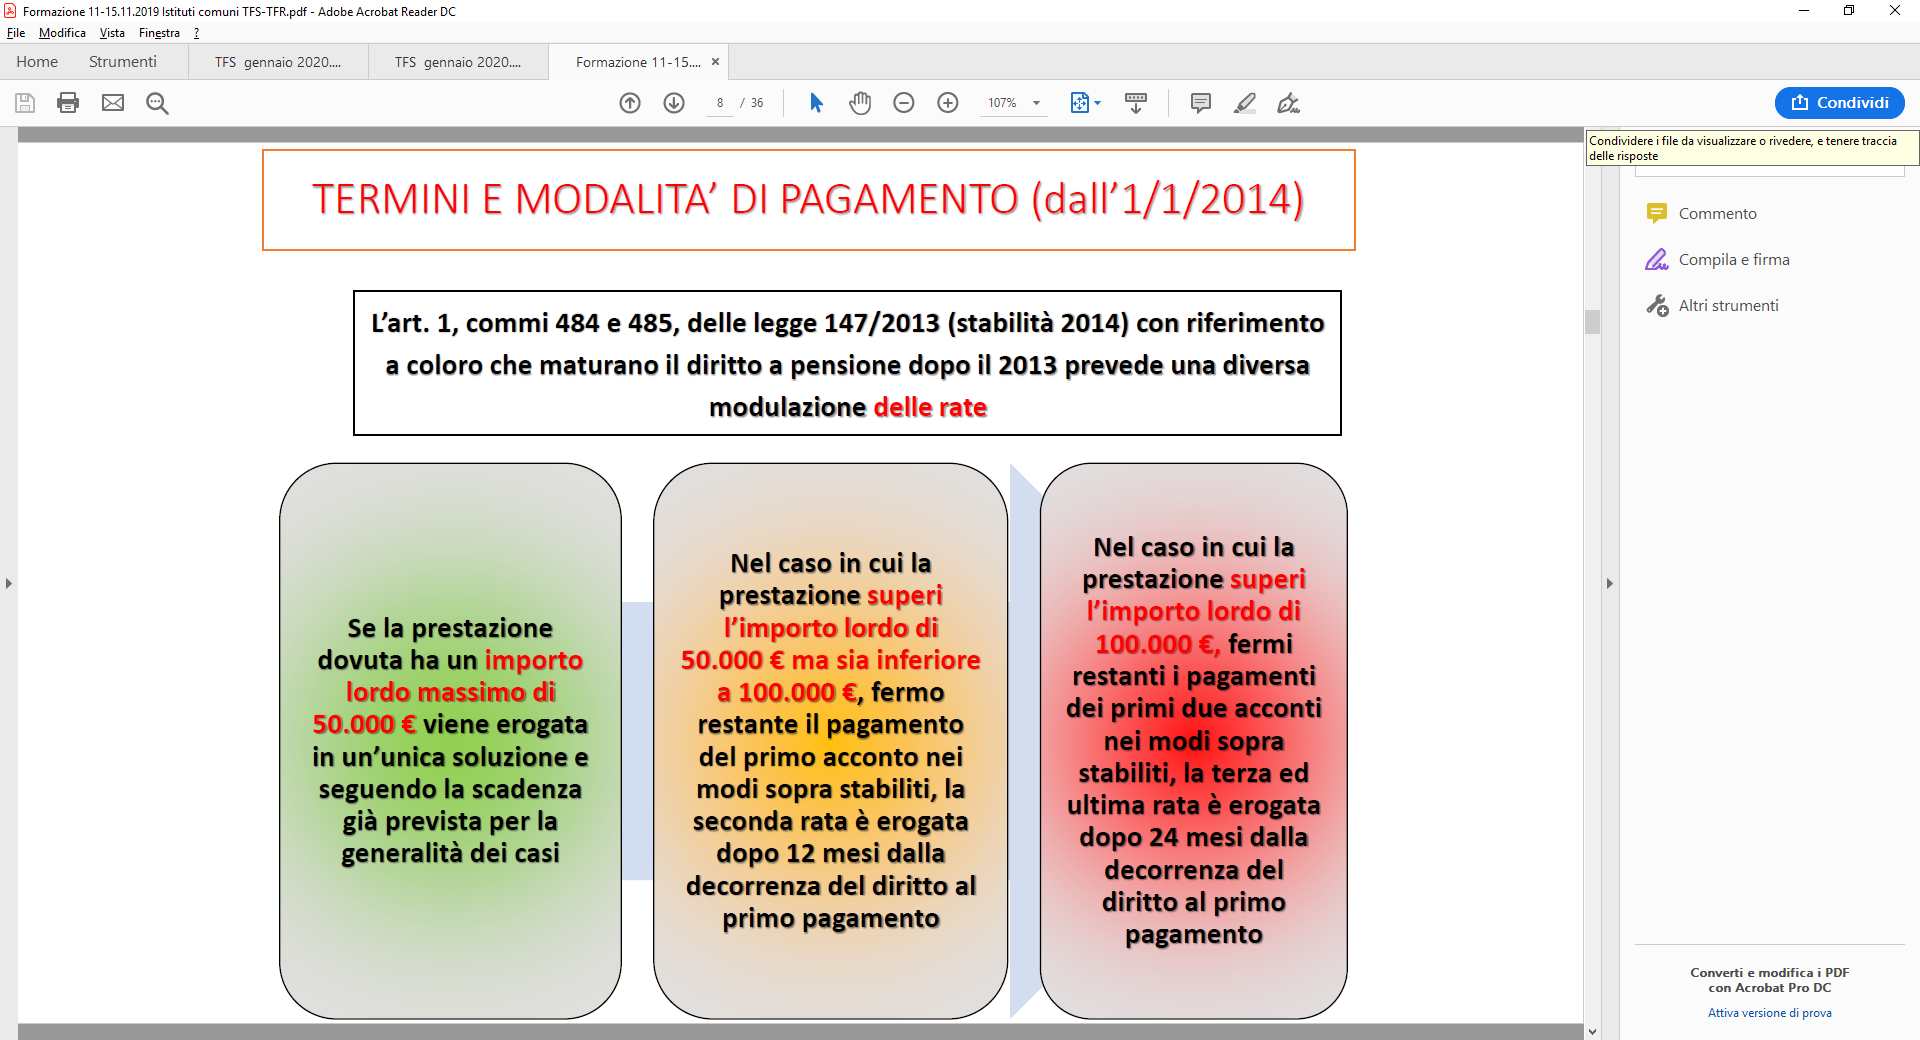 Formazione 11-15.11.2019 Istituti comuni TFS-TFR.pdf - Adobe Acrobat Reader DC
File Modifica Vista Finestra ?
Home Strumenti TFS gennaio 2020.... TFS gennaio 2020.... Formazione 11-15.... ×
8 / 36 107% Condividi
Condividere i file da visualizzare o rivedere, e tenere traccia
delle risposte
Commento
Compila e firma
Altri strumenti
TERMINI E MODALITA’ DI PAGAMENTO (dall’1/1/2014)
L’art. 1, commi 484 e 485, delle legge 147/2013 (stabilità 2014) con riferimento
a coloro che maturano il diritto a pensione dopo il 2013 prevede una diversa
modulazione delle rate
Se la prestazione
dovuta ha un importo
lordo massimo di
50.000 € viene erogata
in un’unica soluzione e
seguendo la scadenza
già prevista per la
generalità dei casi
Nel caso in cui la
prestazione superi
l’importo lordo di
50.000 € ma sia inferiore
a 100.000 €, fermo
restante il pagamento
del primo acconto nei
modi sopra stabiliti, la
seconda rata è erogata
dopo 12 mesi dalla
decorrenza del diritto al
primo pagamento
Nel caso in cui la
prestazione superi
l’importo lordo di
100.000 €, fermi
restanti i pagamenti
dei primi due acconti
nei modi sopra
stabiliti, la terza ed
ultima rata è erogata
dopo 24 mesi dalla
decorrenza del
diritto al primo
pagamento
Converti e modifica i PDF
con Acrobat Pro DC
Attiva versione di prova